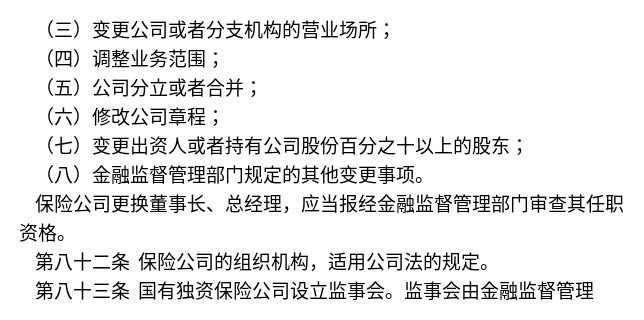 （三）变更公司或者分支机构的营业场所；
（四）调整业务范围；
（五）公司分立或者合并；
（六）修改公司章程；
（七）变更出资人或者持有公司股份百分之十以上的股东；
（八）金融监督管理部门规定的其他变更事项。
保险公司更换董事长、总经理，应当报经金融监督管理部门审查其任职
资格。
第八十二条 保险公司的组织机构，适用公司法的规定。
第八十三条 国有独资保险公司设立监事会。监事会由金融监督管理